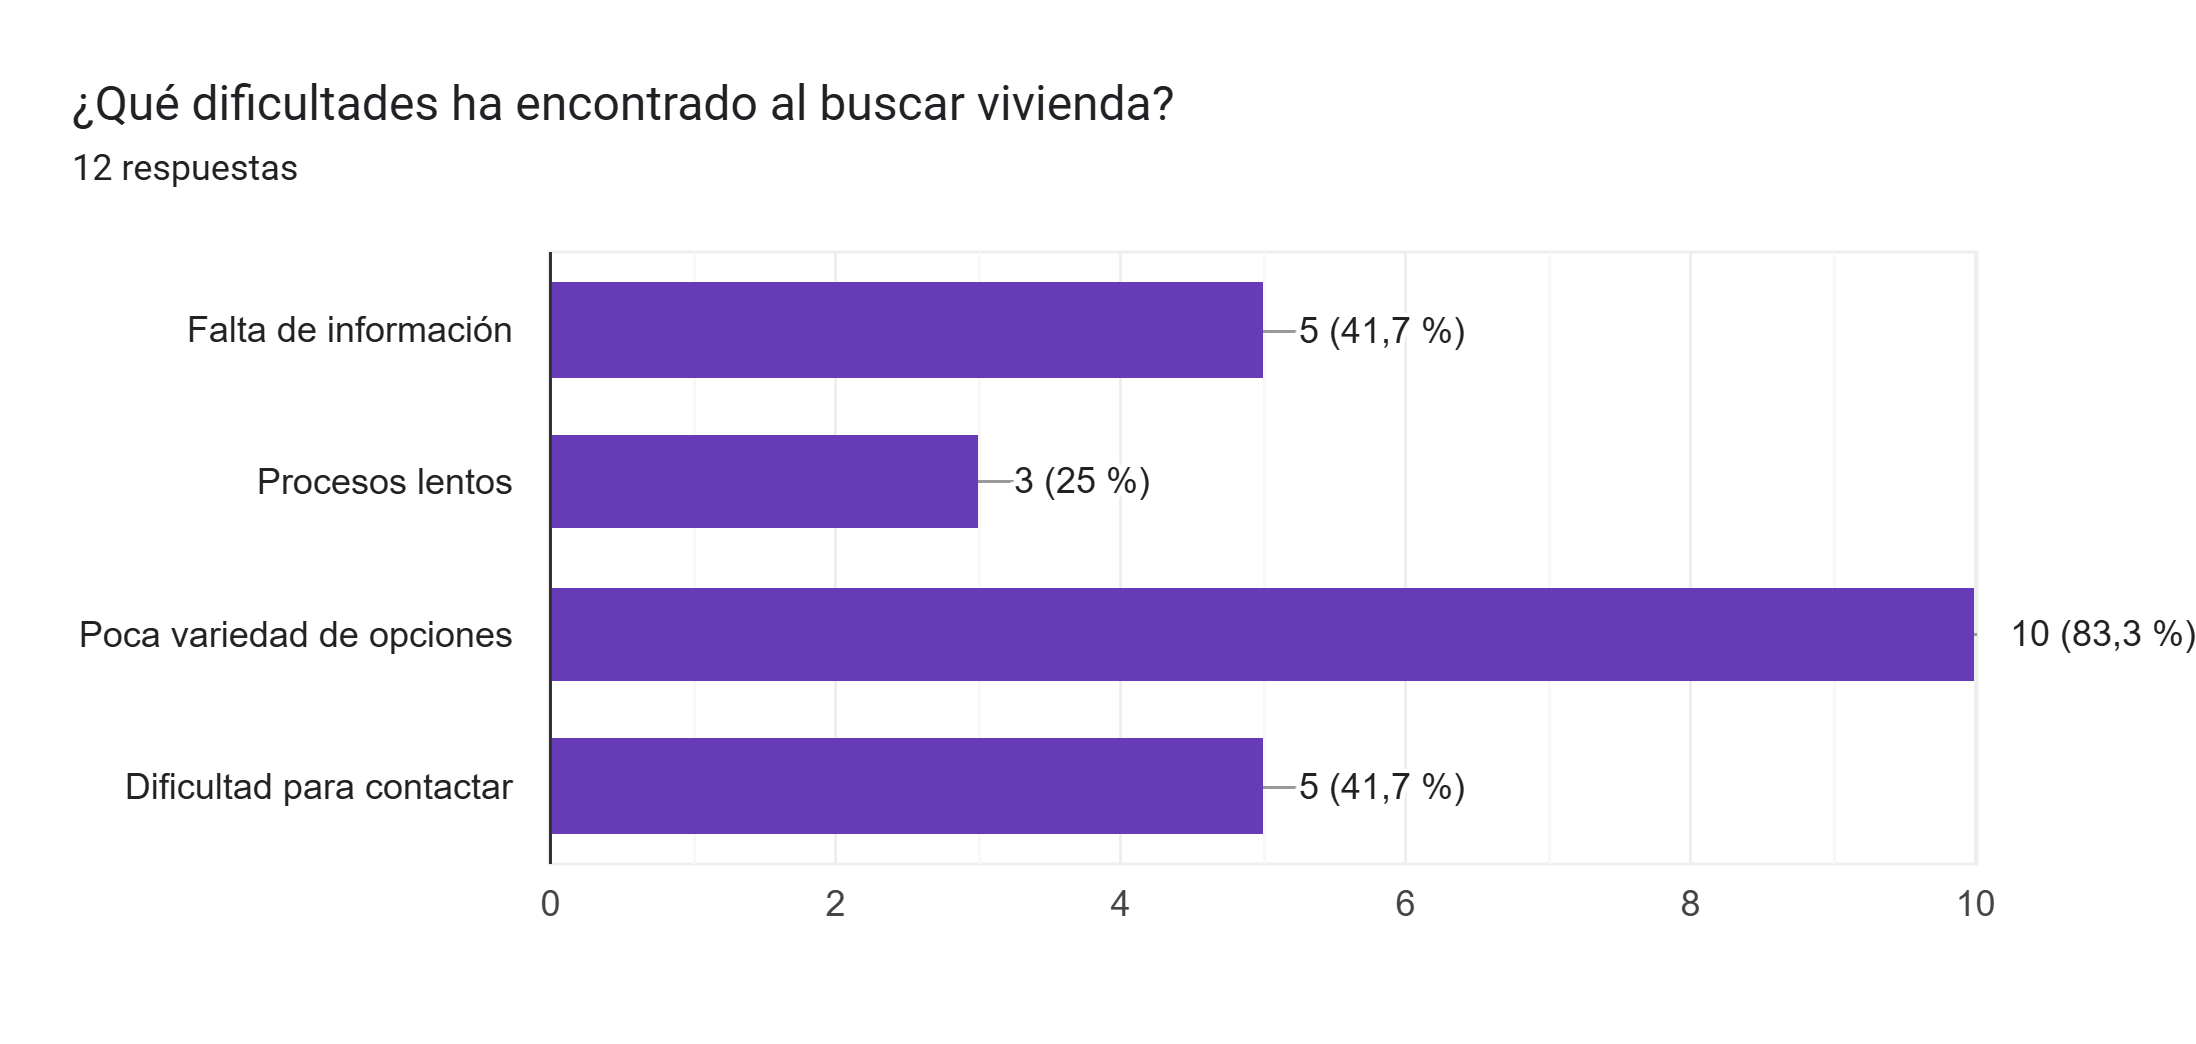 ¿Qué dificultades ha encontrado al buscar vivienda?
12 respuestas
Falta de información
5 (41,7 %)
Procesos lentos
3 (25 %)
Poca variedad de opciones
10 (83,3 %)
Dificultad para contactar
5 (41,7 %)
0 2 4 6 8 10